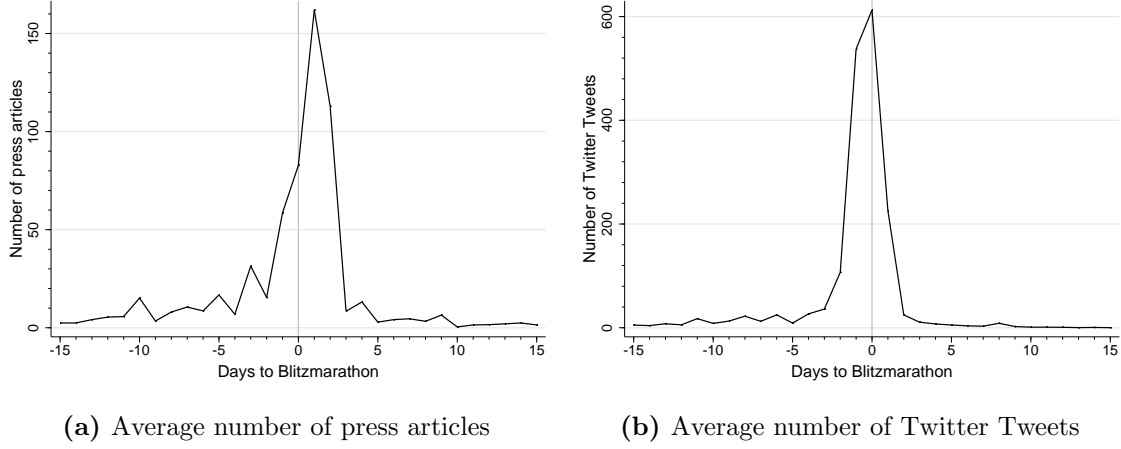 Number of press articles
150
100
50
0
-15 -10 -5 0 5 10 15
Days to Blitzmarathon
(a) Average number of press articles
Number of Twitter Tweets
600
400
200
0
-15 -10 -5 0 5 10 15
Days to Blitzmarathon
(b) Average number of Twitter Tweets